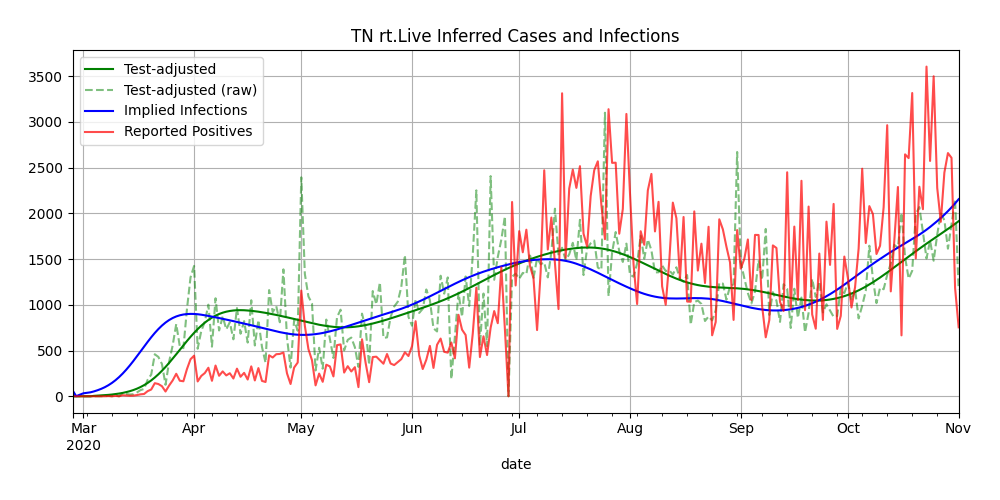 TN rt.Live Inferred Cases and Infections
Test-adjusted
Test-adjusted (raw)
Implied Infections
Reported Positives
3500
3000
2500
2000
1500
1000
500
0
Mar Apr May Jun Jul Aug Sep Oct Nov
2020
date